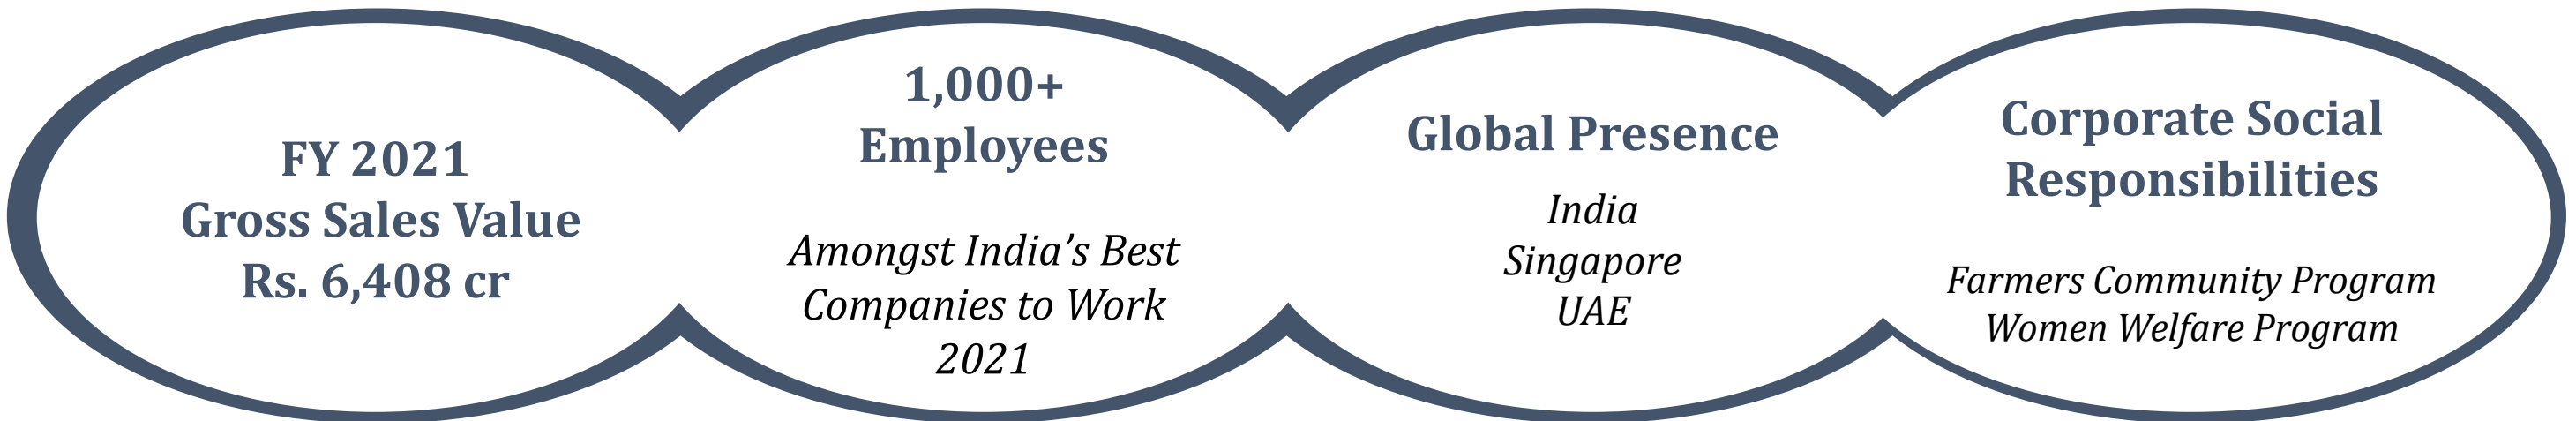 FY 2021
Gross Sales Value
Rs. 6,408 cr
1,000+
Employees
Amongst India’s Best
Companies to Work
2021
Global Presence
India
Singapore
UAE
Corporate Social
Responsibilities
Farmers Community Program
Women Welfare Program